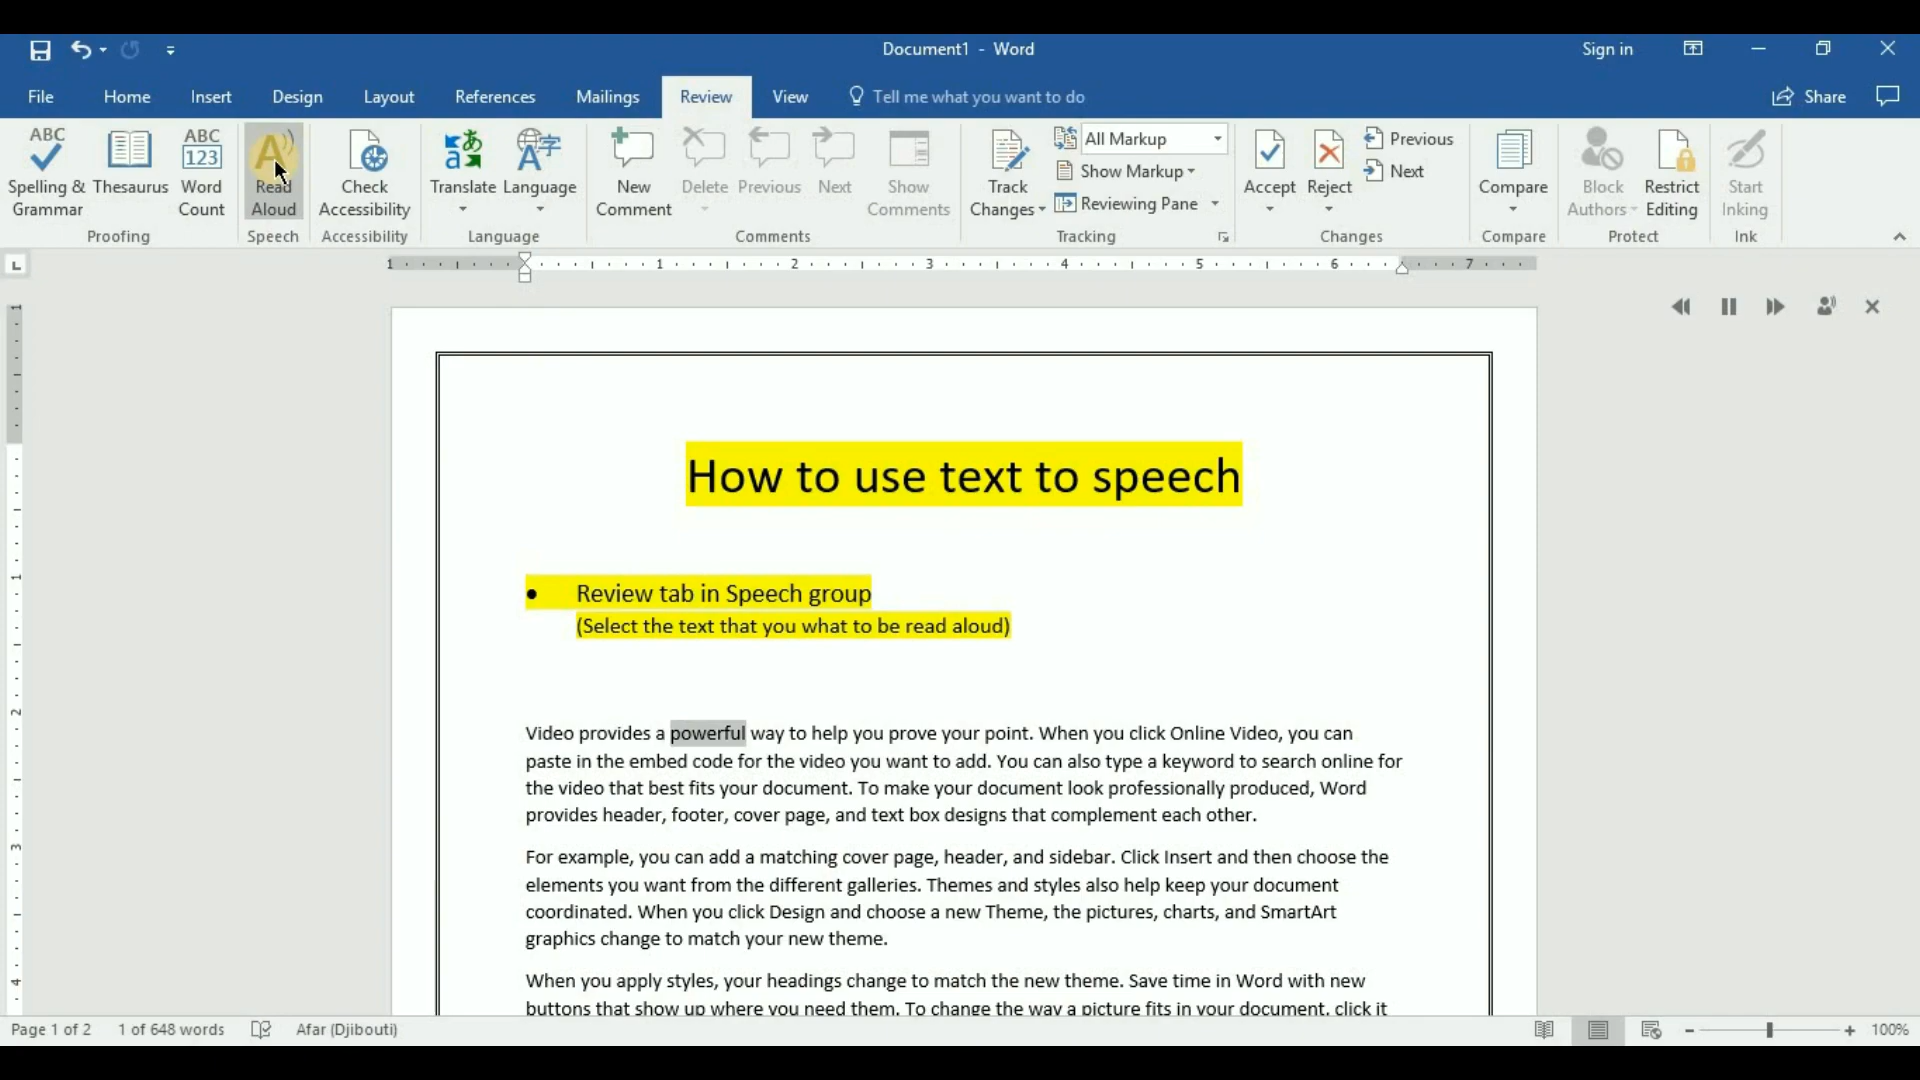 Document1 - Word
Sign in
File Home Insert Design Layout References Mailings Review View Tell me what you want to do Share
ABC Spelling & Grammar
Thesaurus
ABC 123 Word Count
Proofing
A Read Aloud
Speech
Check Accessibility
Accessibility
Translate
Language
Language
New Comment
Delete
Previous
Next
Show Comments
Comments
Track Changes
All Markup
Show Markup
Reviewing Pane
Tracking
Accept
Reject
Previous
Next
Changes
Compare
Compare
Block Authors
Restrict Editing
Protect
Start Inking
Ink
L
1 1 2 3 4 5 6 7
1
1
2
3
4
How to use text to speech
• Review tab in Speech group
(Select the text that you what to be read aloud)
Video provides a powerful way to help you prove your point. When you click Online Video, you can
paste in the embed code for the video you want to add. You can also type a keyword to search online for
the video that best fits your document. To make your document look professionally produced, Word
provides header, footer, cover page, and text box designs that complement each other.
For example, you can add a matching cover page, header, and sidebar. Click Insert and then choose the
elements you want from the different galleries. Themes and styles also help keep your document
coordinated. When you click Design and choose a new Theme, the pictures, charts, and SmartArt
graphics change to match your new theme.
When you apply styles, your headings change to match the new theme. Save time in Word with new
buttons that show up where you need them. To change the way a picture fits in your document, click it
Page 1 of 2 1 of 648 words Afar (Djibouti) 100%